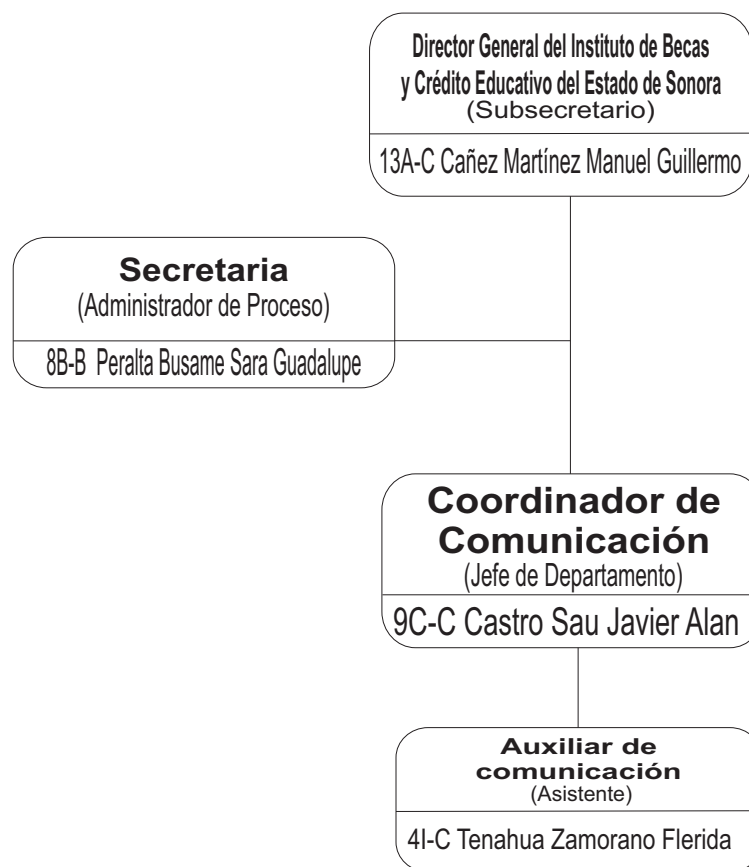 Director General del Instituto de Becas
y Crédito Educativo del Estado de Sonora
(Subsecretario)
13A-C Cañez Martínez Manuel Guillermo
Secretaria
(Administrador de Proceso)
8B-B Peralta Busame Sara Guadalupe
Coordinador de
Comunicación
(Jefe de Departamento)
9C-C Castro Sau Javier Alan
Auxiliar de
comunicación
(Asistente)
4I-C Tenahua Zamorano Flerida